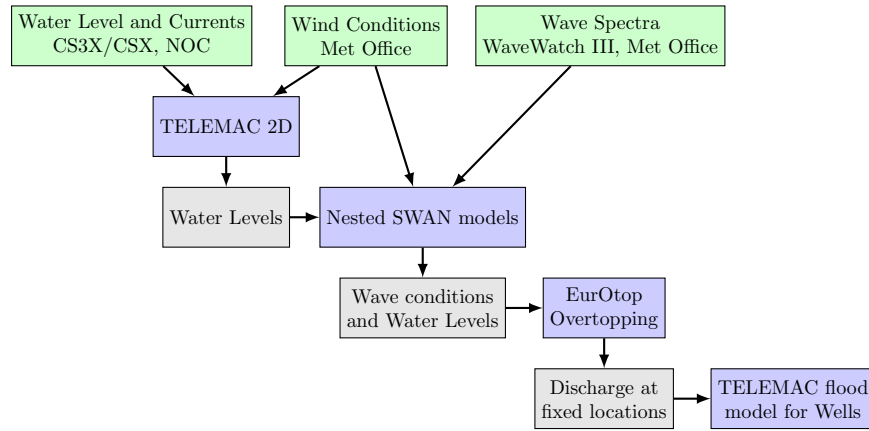 Water Level and Currents
CS3X/CSX, NOC
Wind Conditions
Met Office
Wave Spectra
WaveWatch III, Met Office
TELEMAC 2D
Water Levels
Nested SWAN models
Wave conditions
and Water Levels
EurOtop
Overtopping
Discharge at
fixed locations
TELEMAC flood
model for Wells